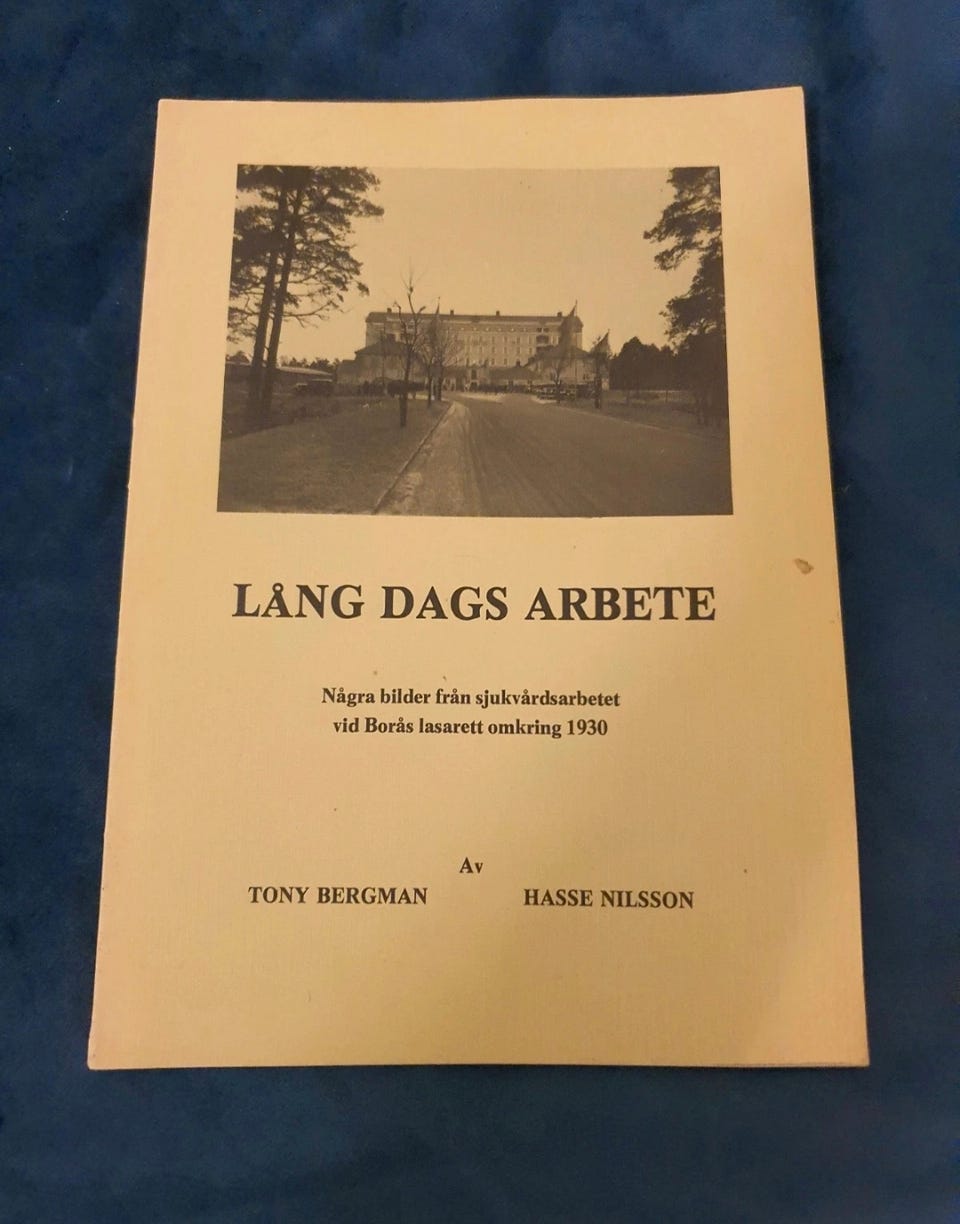 LÅNG DAGS ARBETE
Några bilder från sjukvårdsarbetet
vid Borås lasarett omkring 1930
Av
TONY BERGMAN HASSE NILSSON